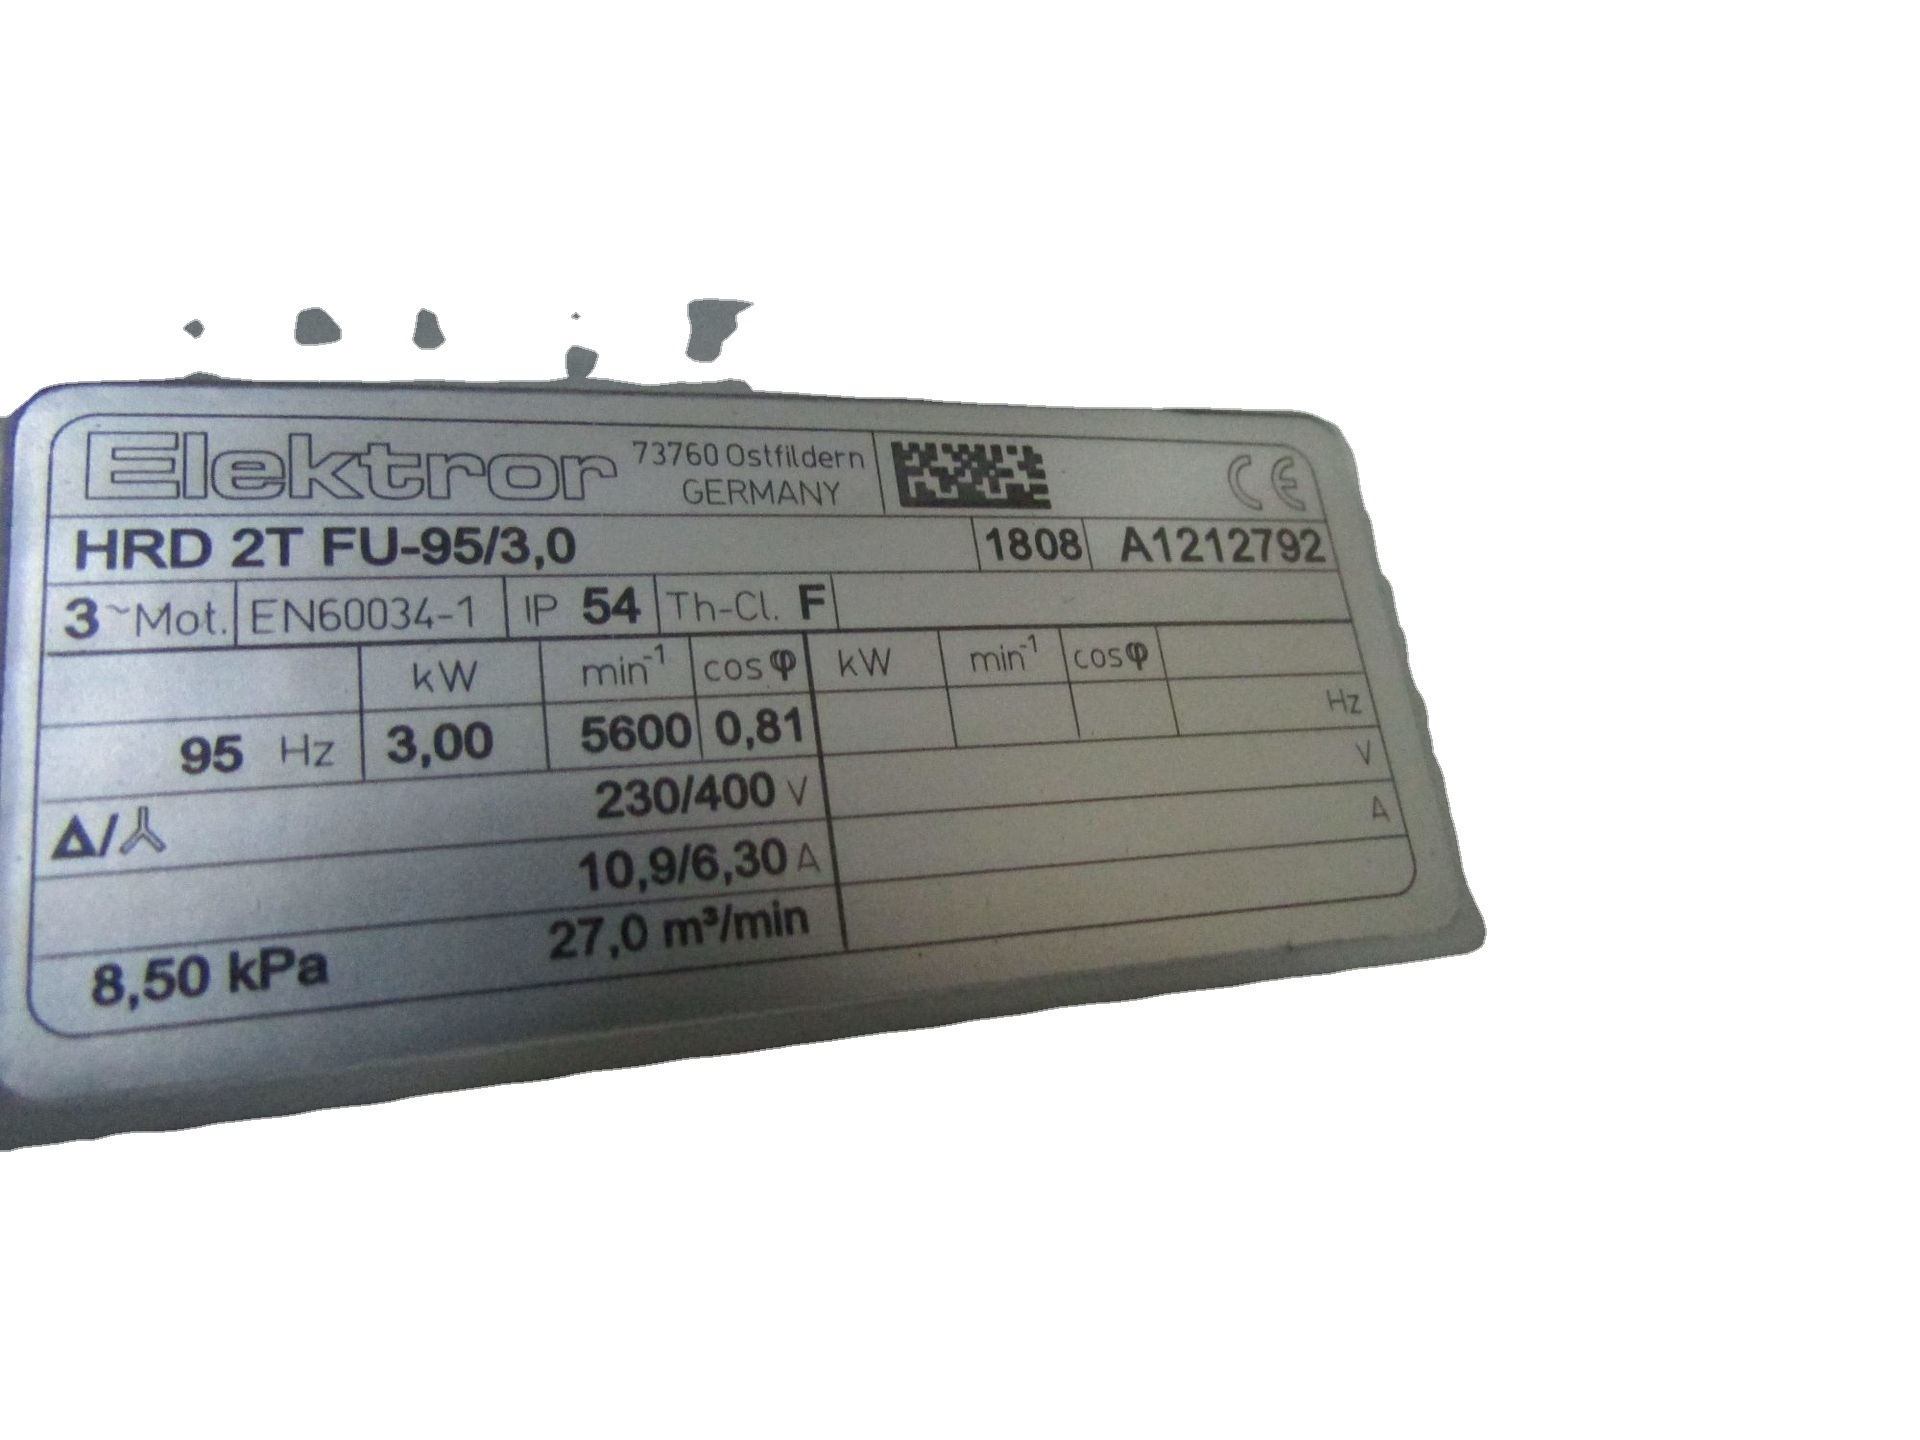 Elektror 73760 Ostfildern GERMANY CE
HRD 2T FU-95/3,0 1808 A1212792
3~Mot. EN60034-1 IP 54 Th-Cl. F
kW min⁻¹ cosφ kW min⁻¹ cosφ
95 Hz 3,00 5600 0,81 Hz
Δ/⅄ 230/400 V V
10,9/6,30 A A
8,50 kPa 27,0 m³/min